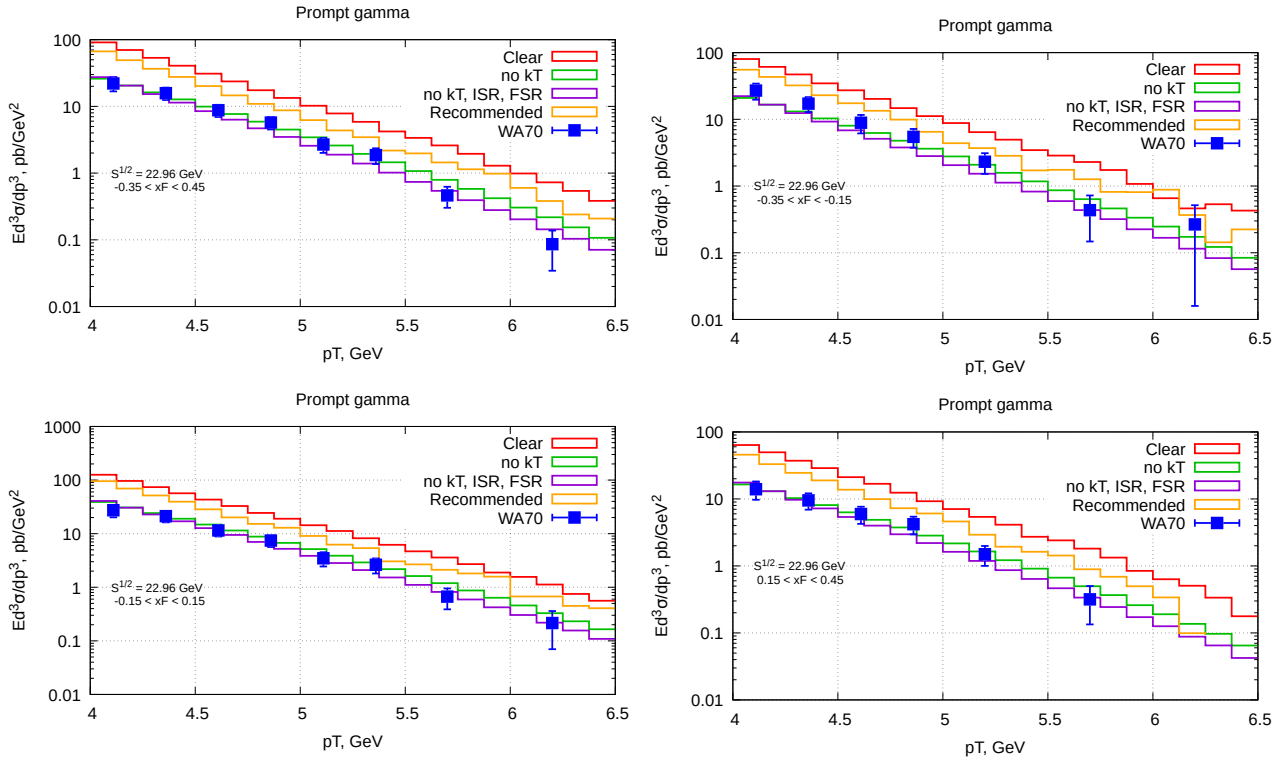 Prompt gamma
Ed³σ/dp³, pb/GeV²
100
10
1
0.1
0.01
4
4.5
5
5.5
6
6.5
pT, GeV
Clear
no kT
no kT, ISR, FSR
Recommended
WA70
S¹ᐟ² = 22.96 GeV
-0.35 < xF < 0.45
Prompt gamma
Ed³σ/dp³, pb/GeV²
100
10
1
0.1
0.01
4
4.5
5
5.5
6
6.5
pT, GeV
Clear
no kT
no kT, ISR, FSR
Recommended
WA70
S¹ᐟ² = 22.96 GeV
-0.35 < xF < -0.15
Prompt gamma
Ed³σ/dp³, pb/GeV²
1000
100
10
1
0.1
0.01
4
4.5
5
5.5
6
6.5
pT, GeV
Clear
no kT
no kT, ISR, FSR
Recommended
WA70
S¹ᐟ² = 22.96 GeV
-0.15 < xF < 0.15
Prompt gamma
Ed³σ/dp³, pb/GeV²
100
10
1
0.1
0.01
4
4.5
5
5.5
6
6.5
pT, GeV
Clear
no kT
no kT, ISR, FSR
Recommended
WA70
S¹ᐟ² = 22.96 GeV
0.15 < xF < 0.45